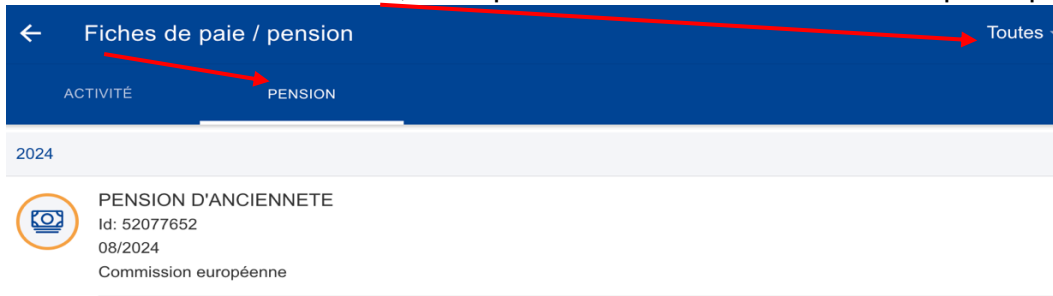 Fiches de paie / pension
Toutes
ACTIVITÉ
PENSION
2024
PENSION D'ANCIENNETE
Id: 52077652
08/2024
Commission européenne